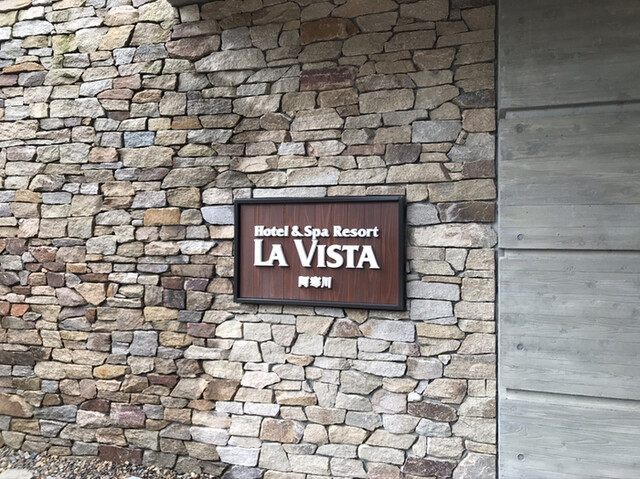 Hotel & Spa Resort
LA VISTA
阿寒川